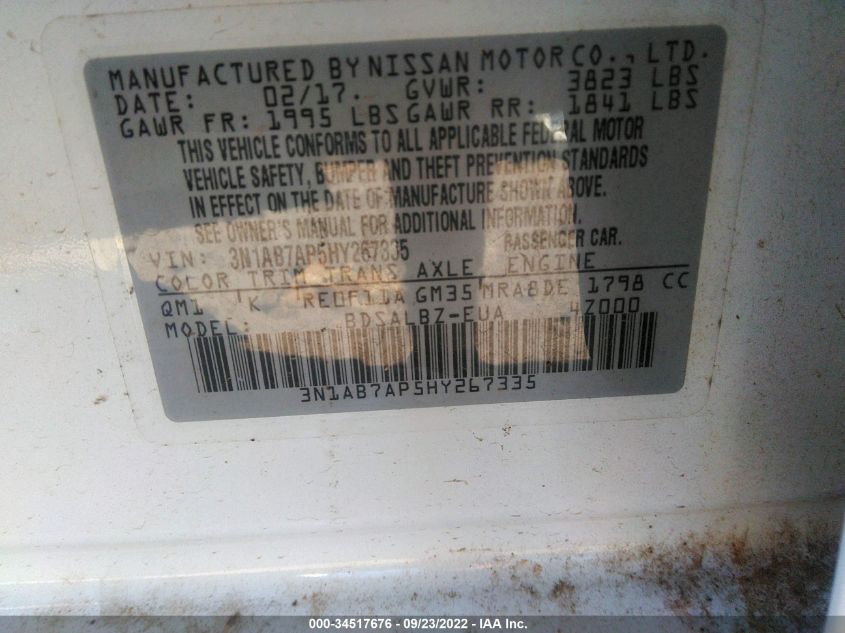 MANUFACTURED BY NISSAN MOTOR CO., LTD.
DATE: 02/17. GVWR: 3823 LBS
GAWR FR: 1995 LBS GAWR RR: 1841 LBS
THIS VEHICLE CONFORMS TO ALL APPLICABLE FEDERAL MOTOR
VEHICLE SAFETY, BUMPER AND THEFT PREVENTION STANDARDS
IN EFFECT ON THE DATE OF MANUFACTURE SHOWN ABOVE.
SEE OWNER'S MANUAL FOR ADDITIONAL INFORMATION.
VIN: 3N1AB7AP5HY267335 PASSENGER CAR.
COLOR TRIM TRANS AXLE ENGINE
QM1 K RE0F11A GM35 MRA8DE 1798 CC
MODEL: BDSALBZ-EUA 4Z000
3N1AB7AP5HY267335
000-34517676 - 09/23/2022 - IAA Inc.